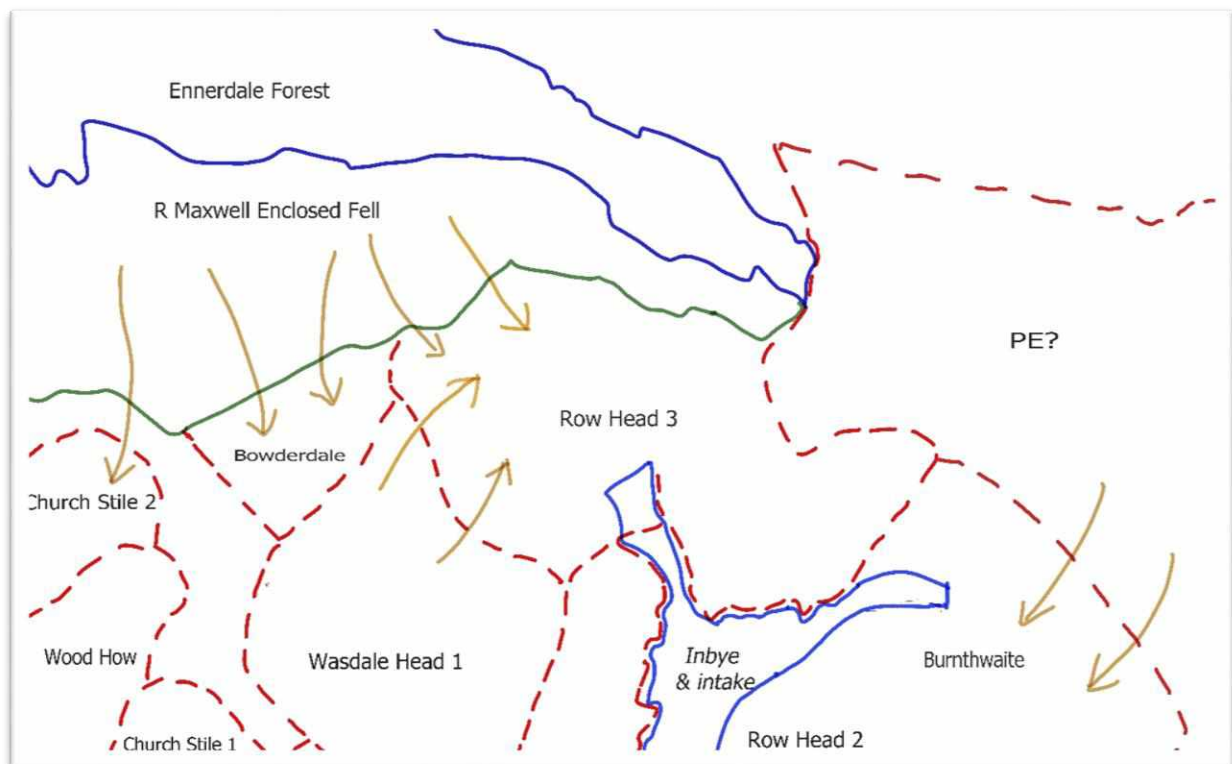 Ennerdale Forest
R Maxwell Enclosed Fell
PE?
Row Head 3
Bowderdale
Church Stile 2
Wood How
Wasdale Head 1
Inbye
& intake
Burnthwaite
Church Stile 1
Row Head 2